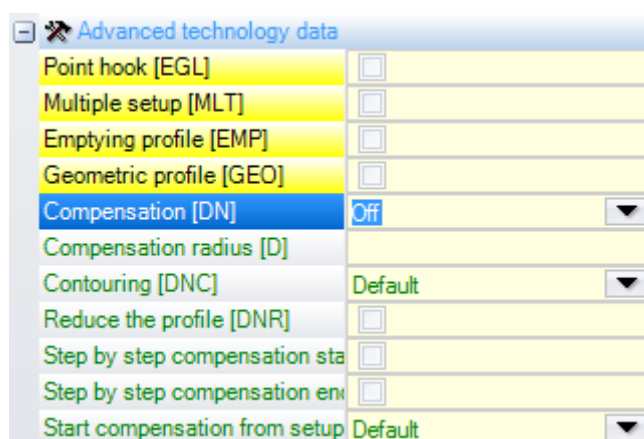 Advanced technology data
Point hook [EGL]
Multiple setup [MLT]
Emptying profile [EMP]
Geometric profile [GEO]
Compensation [DN] Off
Compensation radius [D]
Contouring [DNC] Default
Reduce the profile [DNR]
Step by step compensation sta
Step by step compensation en
Start compensation from setup Default